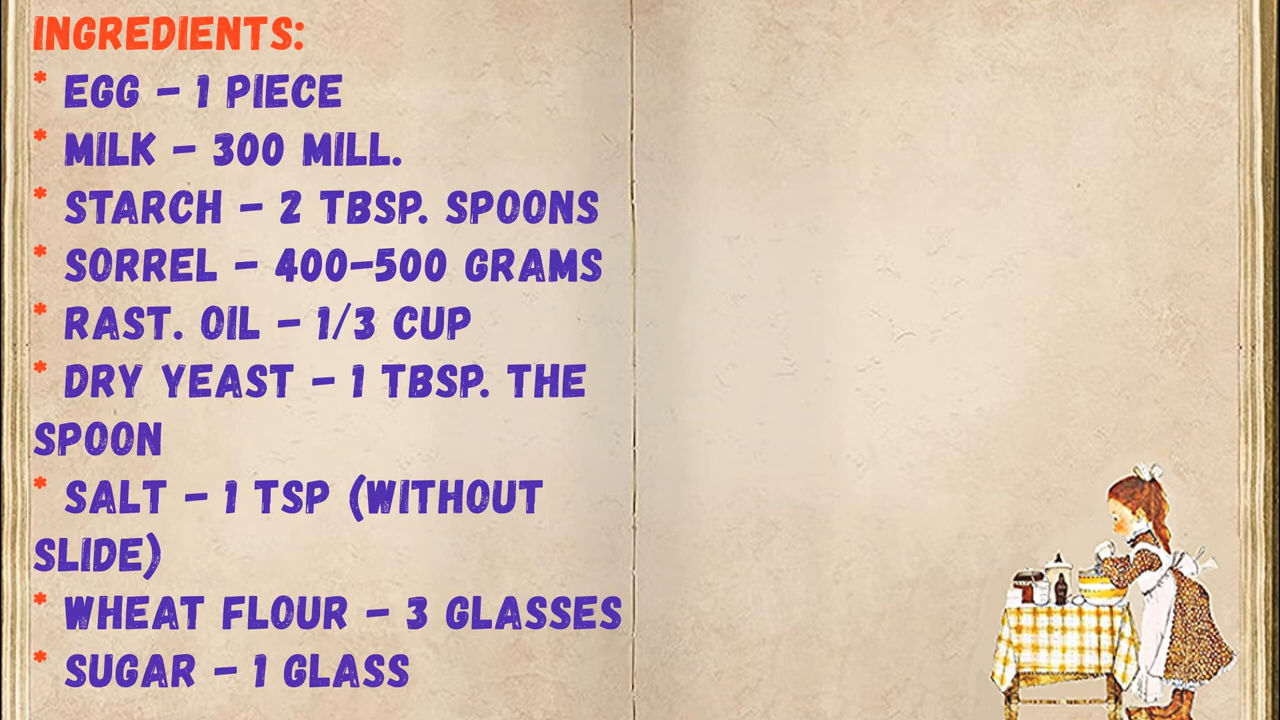 INGREDIENTS:
* EGG – 1 PIECE
* MILK – 300 MILL.
* STARCH – 2 TBSP. SPOONS
* SORREL – 400-500 GRAMS
* RAST. OIL – 1/3 CUP
* DRY YEAST – 1 TBSP. THE
SPOON
* SALT – 1 TSP (WITHOUT
SLIDE)
* WHEAT FLOUR – 3 GLASSES
* SUGAR – 1 GLASS